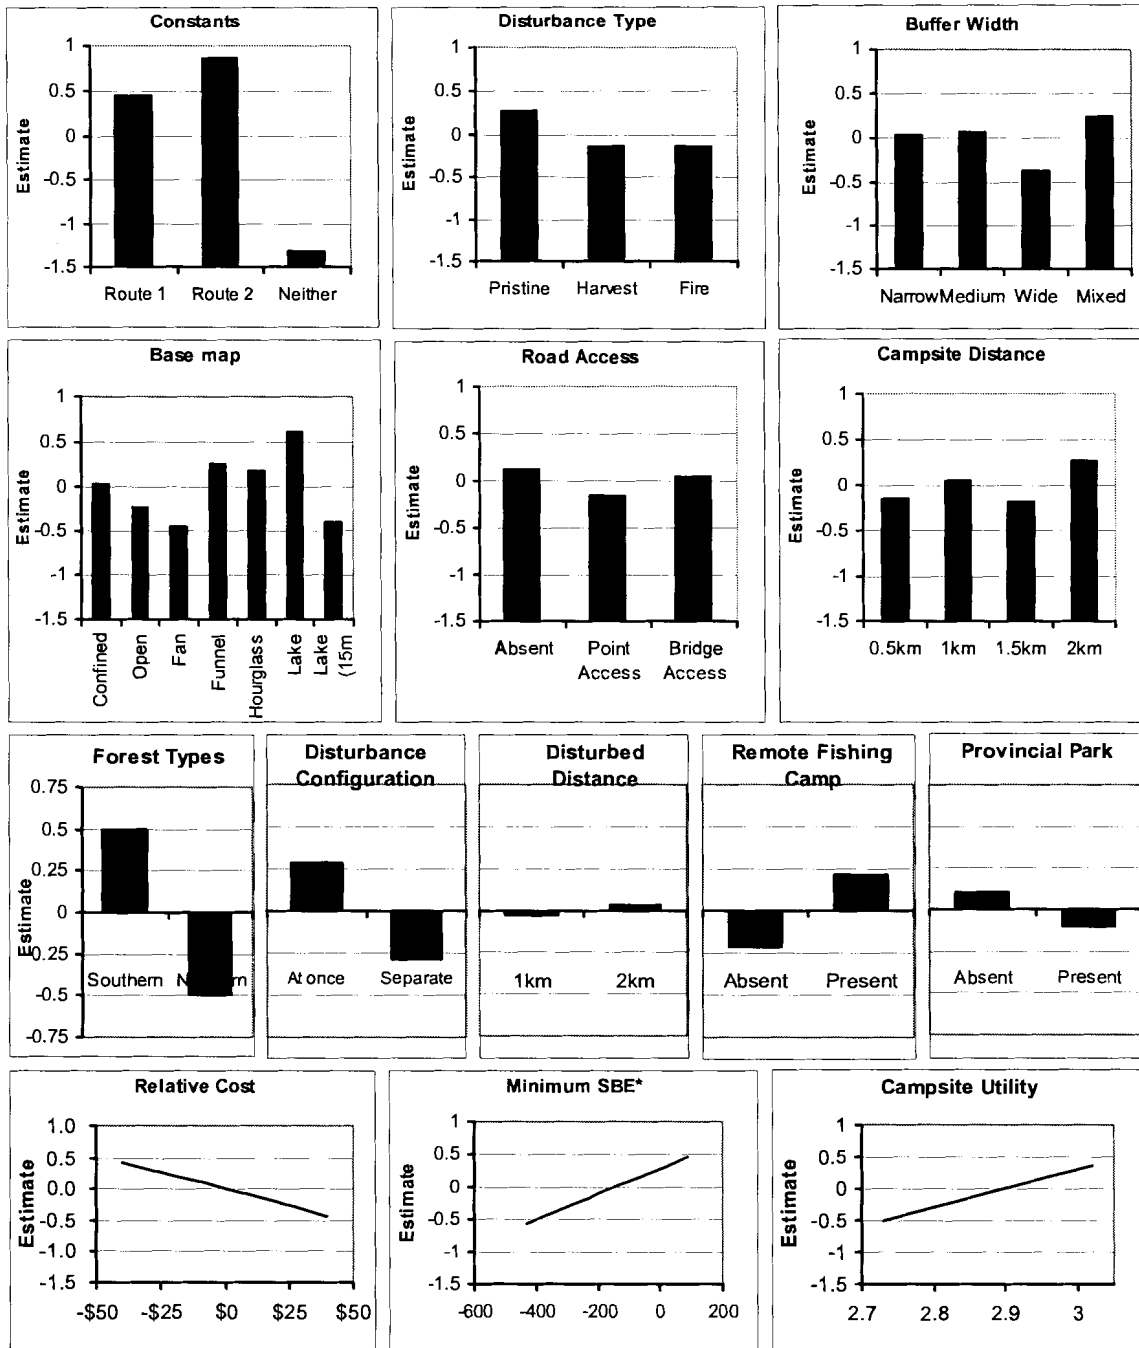 Constants
1
0.5
0
-0.5
-1
-1.5
Estimate
Route 1 Route 2 Neither
Disturbance Type
1
0.5
0
-0.5
-1
-1.5
Estimate
Pristine Harvest Fire
Buffer Width
1
0.5
0
-0.5
-1
-1.5
Estimate
Narrow Medium Wide Mixed
Base map
1
0.5
0
-0.5
-1
-1.5
Estimate
Confined
Open
Fan
Funnel
Hourglass
Lake
Lake
(15m
Road Access
1
0.5
0
-0.5
-1
-1.5
Estimate
Absent Point Bridge
Access Access
Campsite Distance
1
0.5
0
-0.5
-1
-1.5
Estimate
0.5km 1km 1.5km 2km
Forest Types
0.75
0.5
0.25
0
-0.25
-0.5
-0.75
Estimate
Southern
Disturbance
Configuration
At once Separate
Disturbed
Distance
1km 2km
Remote Fishing
Camp
Absent Present
Provincial Park
Absent Present
Relative Cost
1.0
0.5
0.0
-0.5
-1.0
-1.5
Estimate
-$50 -$25 $0 $25 $50
Minimum SBE*
1
0.5
0
-0.5
-1
-1.5
Estimate
-600 -400 -200 0 200
Campsite Utility
1
0.5
0
-0.5
-1
-1.5
Estimate
2.7 2.8 2.9 3